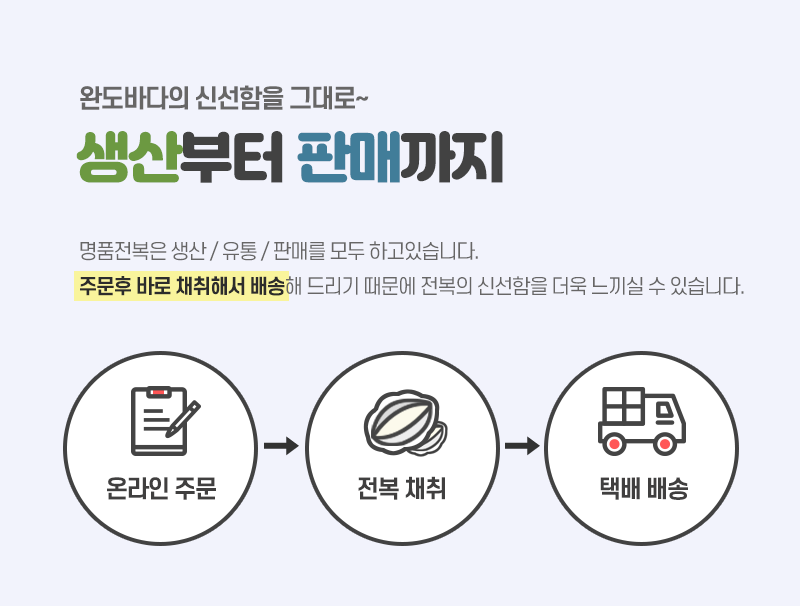 완도바다의 신선함을 그대로~
생산부터 판매까지
명품전복은 생산 / 유통 / 판매를 모두 하고있습니다.
주문후 바로 채취해서 배송해 드리기 때문에 전복의 신선함을 더욱 느끼실 수 있습니다.
온라인 주문
전복 채취
택배 배송